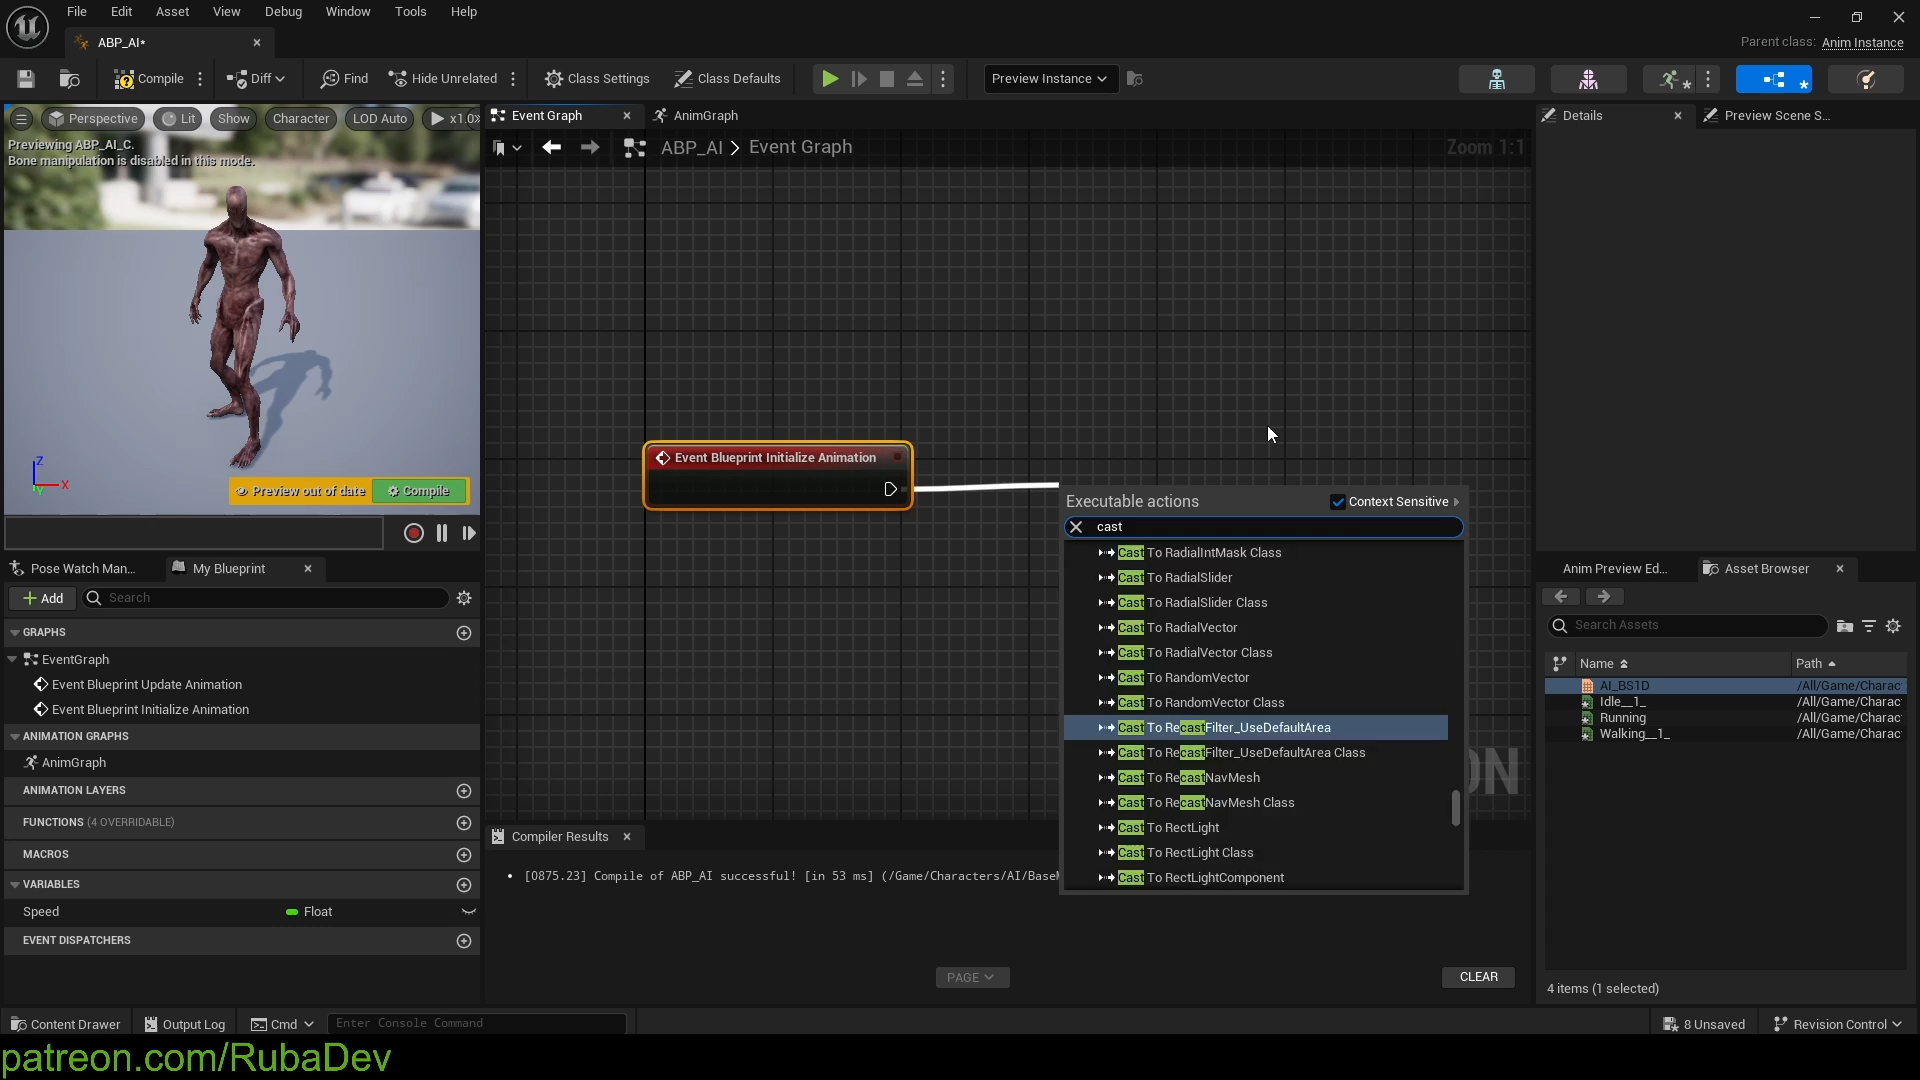 File Edit Asset View Debug Window Tools Help
ABP_AI*
Parent class: Anim Instance
Compile Diff Find Hide Unrelated Class Settings Class Defaults Preview Instance
Perspective Lit Show Character LOD Auto x1.0
Previewing ABP_AI_C.
Bone manipulation is disabled in this mode.
Z
X
Y
Preview out of date Compile
Event Graph AnimGraph
ABP_AI > Event Graph
Zoom 1:1
Event Blueprint Initialize Animation
Executable actions Context Sensitive
cast
Cast To RadialIntMask Class
Cast To RadialSlider
Cast To RadialSlider Class
Cast To RadialVector
Cast To RadialVector Class
Cast To RandomVector
Cast To RandomVector Class
Cast To RecastFilter_UseDefaultArea
Cast To RecastFilter_UseDefaultArea Class
Cast To RecastNavMesh
Cast To RecastNavMesh Class
Cast To RectLight
Cast To RectLight Class
Cast To RectLightComponent
ON
Pose Watch Man... My Blueprint
Add Search
GRAPHS
EventGraph
Event Blueprint Update Animation
Event Blueprint Initialize Animation
ANIMATION GRAPHS
AnimGraph
ANIMATION LAYERS
FUNCTIONS (4 OVERRIDABLE)
MACROS
VARIABLES
Speed Float
EVENT DISPATCHERS
Compiler Results
[0875.23] Compile of ABP_AI successful! [in 53 ms] (/Game/Characters/AI/Base
PAGE CLEAR
Details Preview Scene S...
Anim Preview Ed... Asset Browser
Search Assets
Name Path
AI_BS1D /All/Game/Charac
Idle__1_ /All/Game/Charac
Running /All/Game/Charac
Walking__1_ /All/Game/Charac
4 items (1 selected)
Content Drawer Output Log Cmd Enter Console Command 8 Unsaved Revision Control
patreon.com/RubaDev